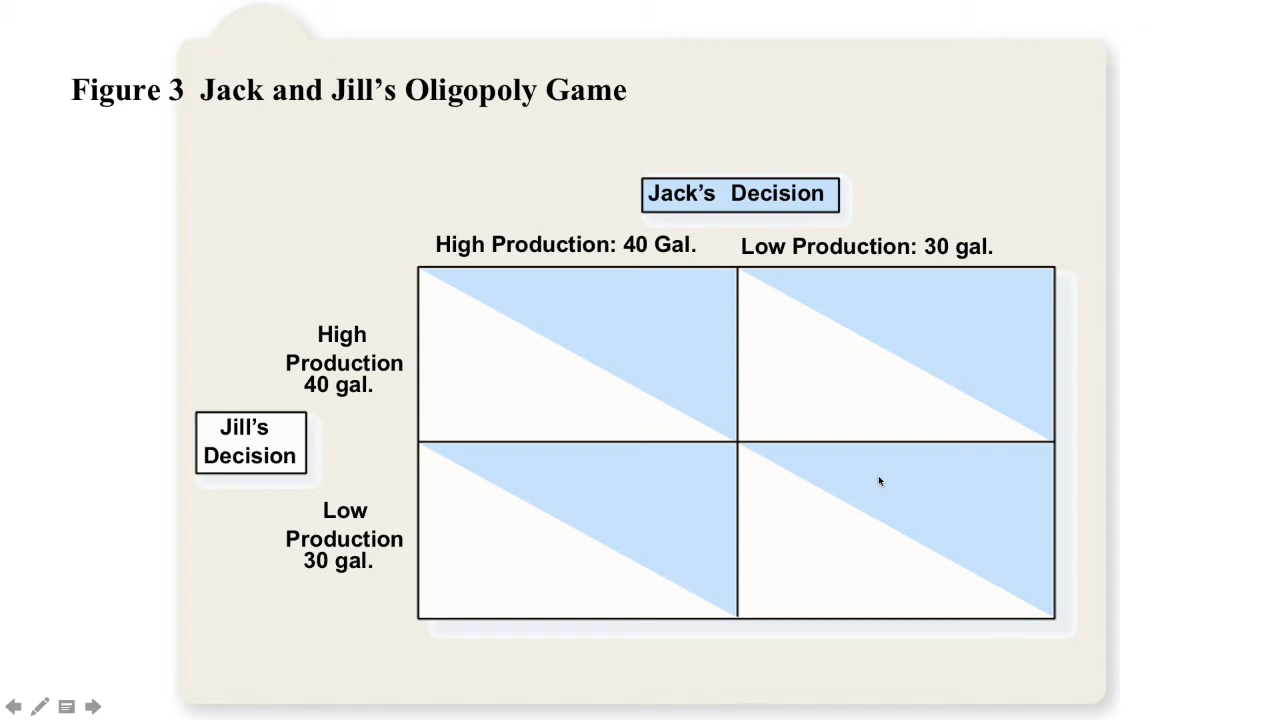 Figure 3 Jack and Jill’s Oligopoly Game
Jack’s Decision
High Production: 40 Gal.
Low Production: 30 gal.
High
Production
40 gal.
Jill’s
Decision
Low
Production
30 gal.